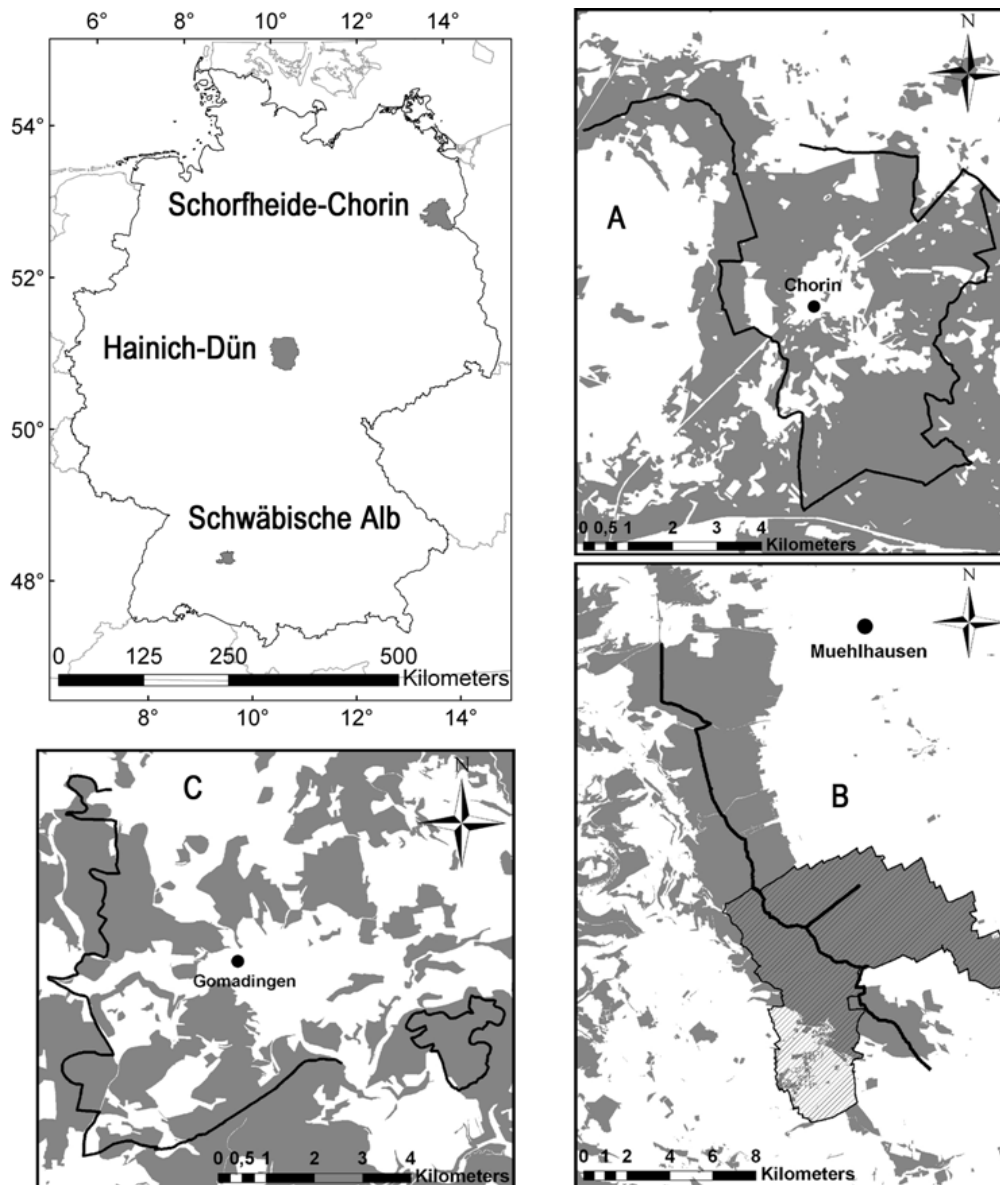 6° 8° 10° 12° 14°
54°
52°
50°
48°
Schorfheide-Chorin
Hainich-Dün
Schwäbische Alb
0 125 250 500
Kilometers
8° 10° 12° 14°
N
A
Chorin
0 0,5 1 2 3 4
Kilometers
N
C
Gomadingen
0 0,5 1 2 3 4
Kilometers
N
Muehlhausen
B
0 1 2 4 6 8
Kilometers